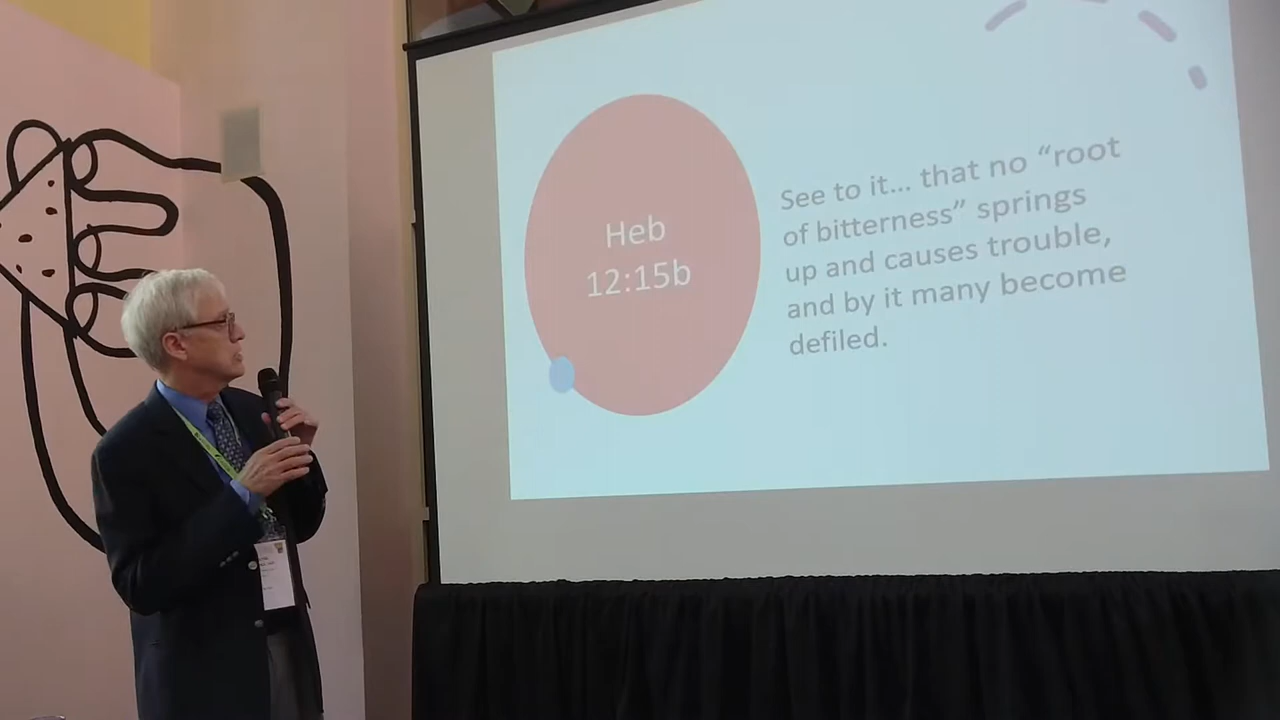 Heb
12:15b
See to it... that no “root
of bitterness” springs
up and causes trouble,
and by it many become
defiled.